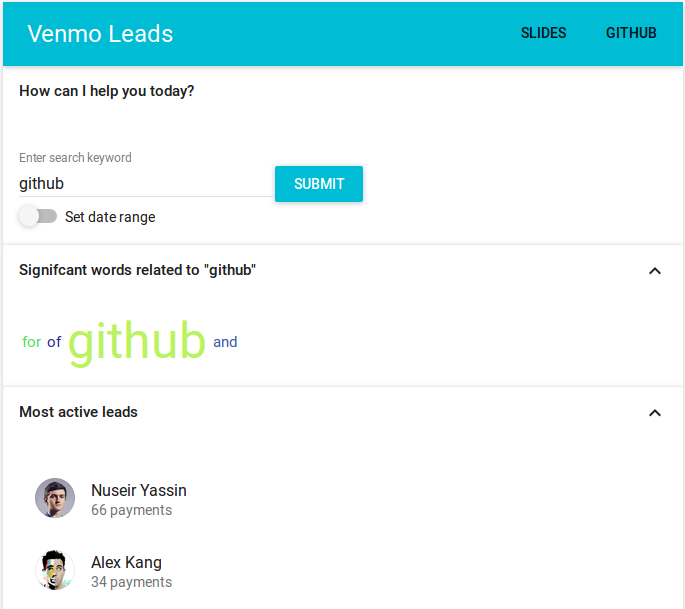 Venmo Leads SLIDES GITHUB
How can I help you today?
Enter search keyword
github SUBMIT
Set date range
Signifcant words related to "github"
for of github and
Most active leads
Nuseir Yassin
66 payments
Alex Kang
34 payments